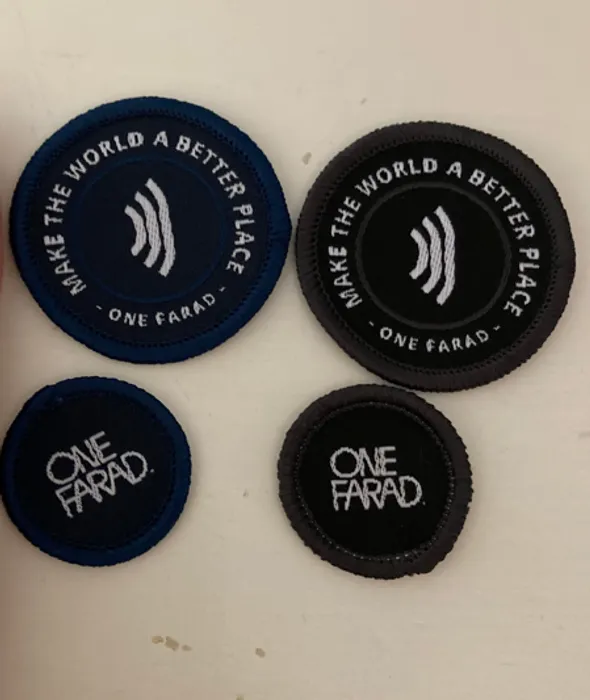 MAKE THE WORLD A BETTER PLACE
- ONE FARAD -
MAKE THE WORLD A BETTER PLACE
- ONE FARAD -
ONE
FARAD.
ONE
FARAD.